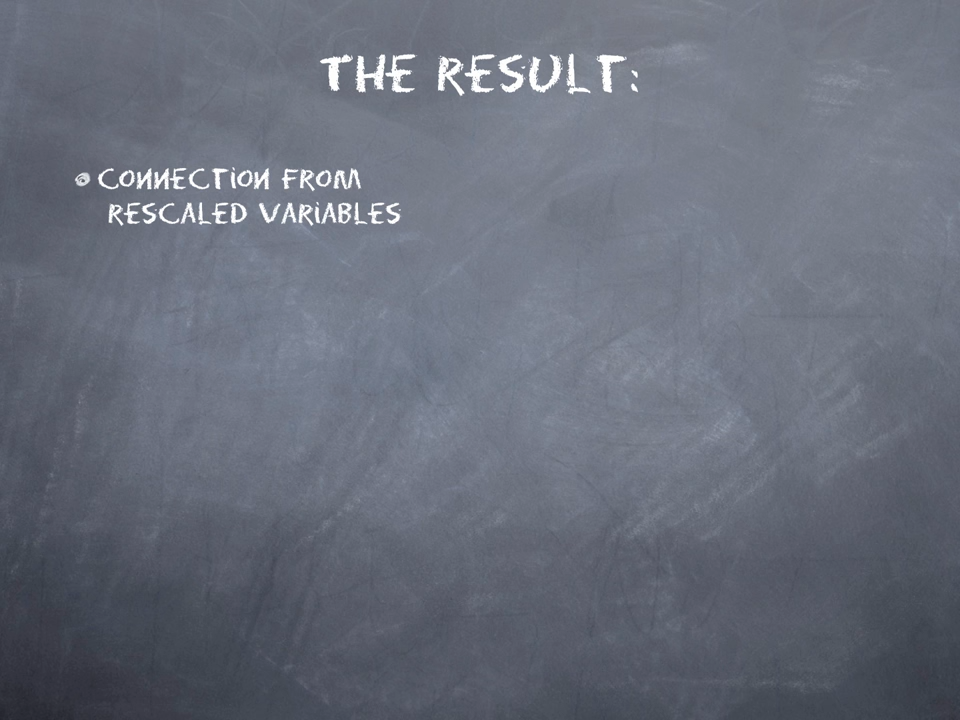 THE RESULT:
CONNECTION FROM
RESCALED VARIABLES